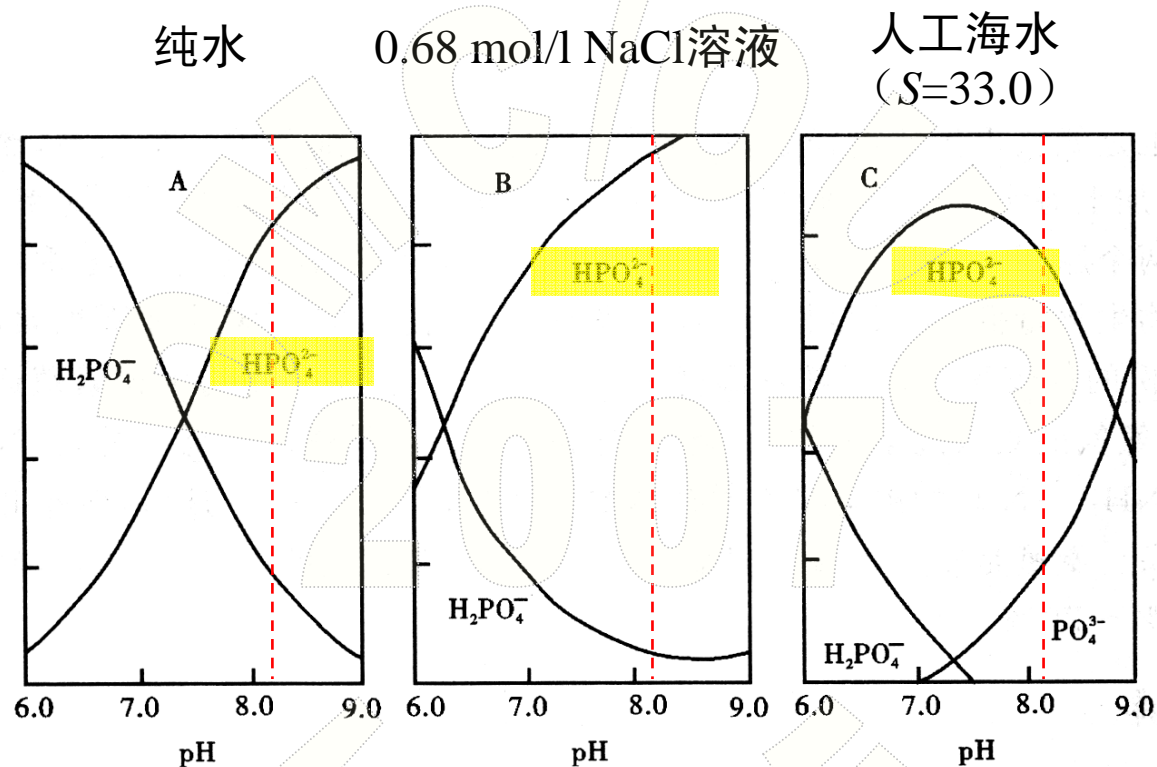 纯水
0.68 mol/l NaCl溶液
人工海水
（S=33.0）
A
B
C
H₂PO₄⁻
HPO₄²⁻
HPO₄²⁻
H₂PO₄⁻
HPO₄²⁻
H₂PO₄⁻
PO₄³⁻
6.0 7.0 8.0 9.0
6.0 7.0 8.0 9.0
6.0 7.0 8.0 9.0
pH
pH
pH
2007